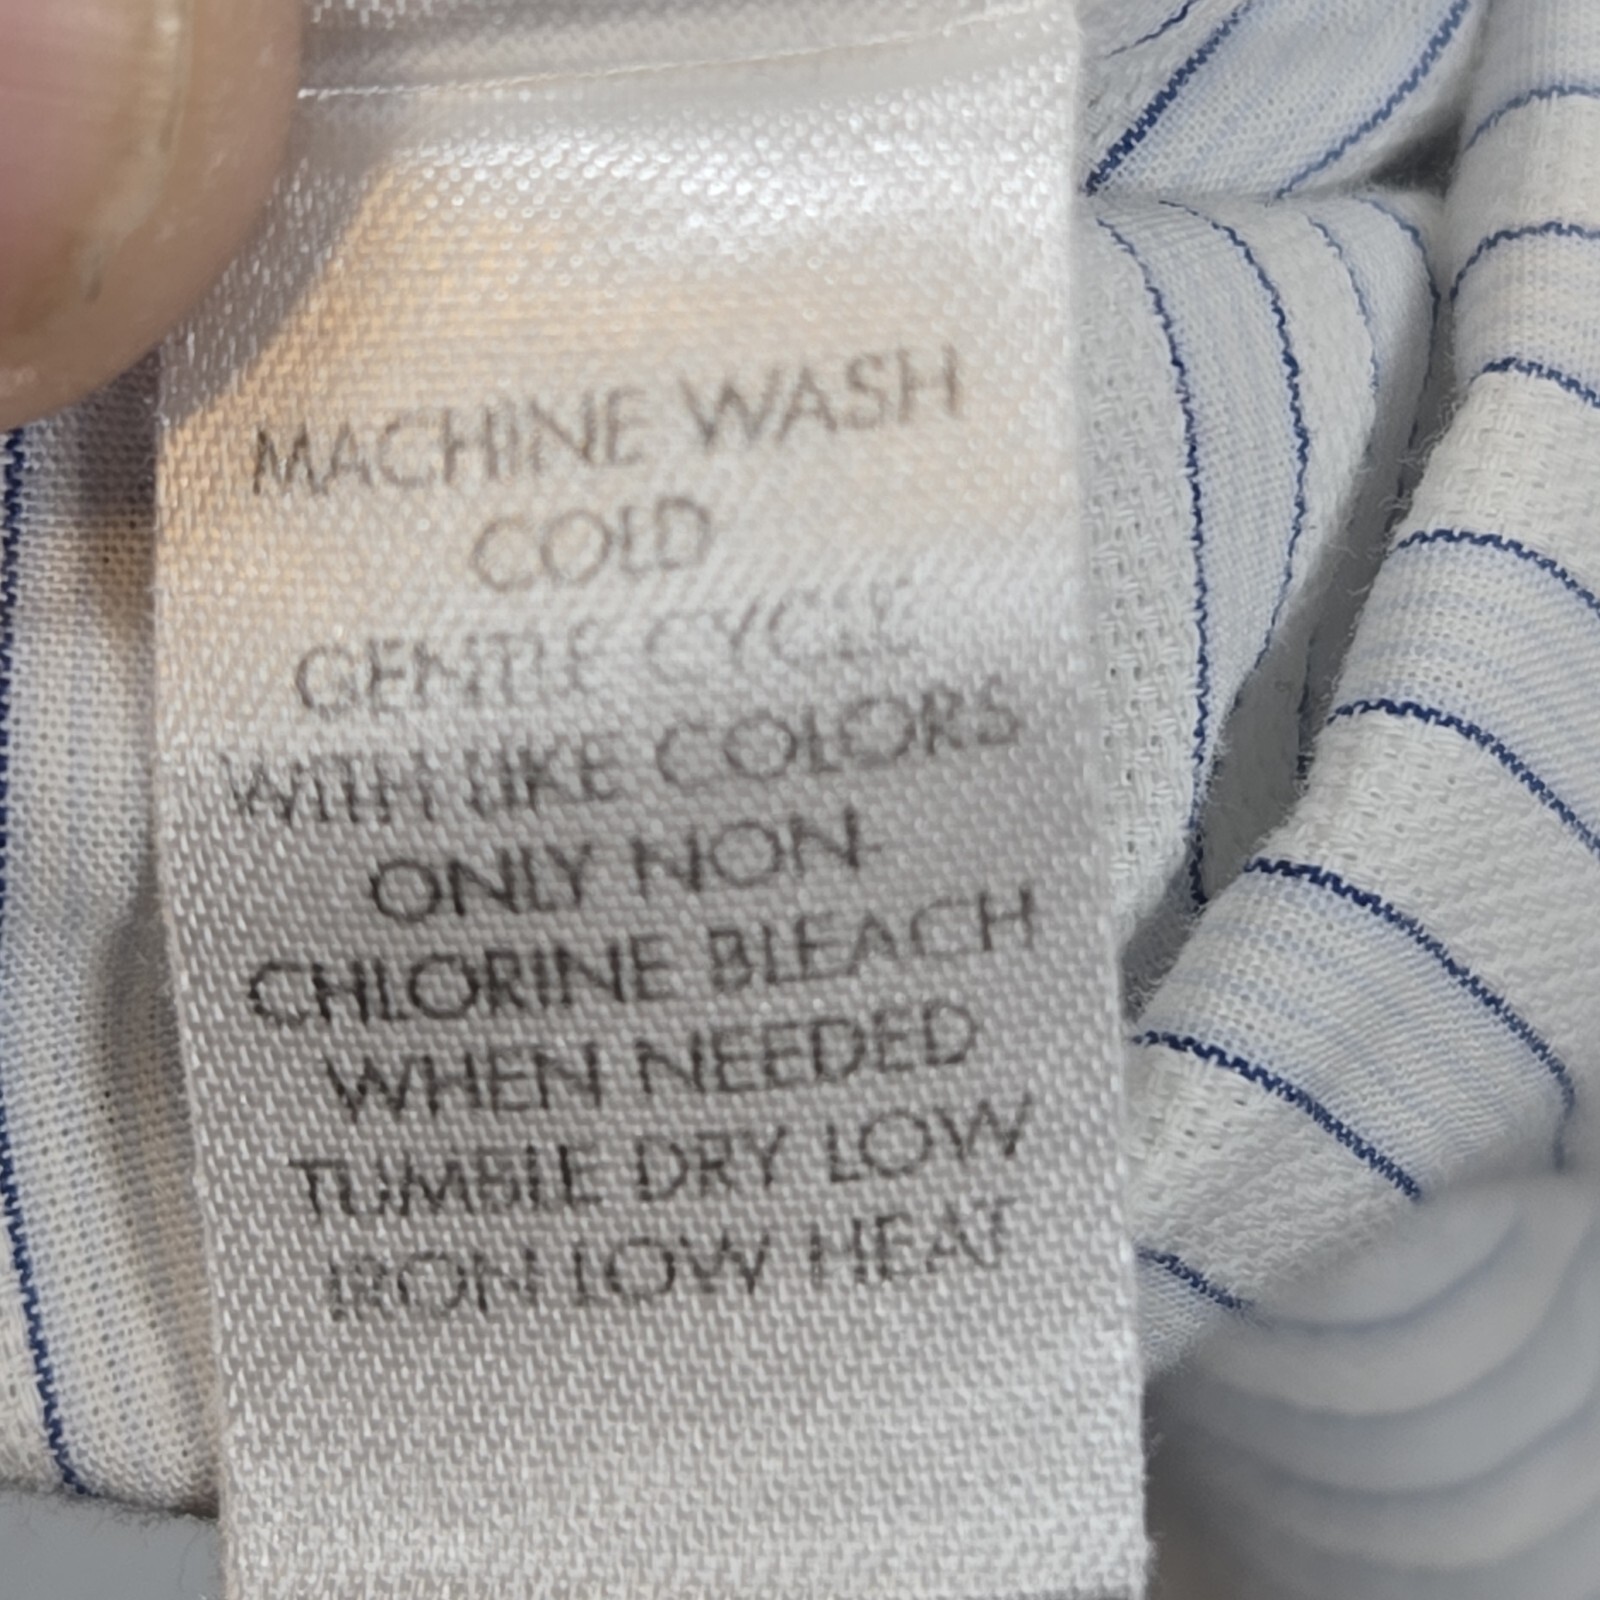 MACHINE WASH
COLD
GENTLE CYCLE
WITH LIKE COLORS
ONLY NON-
CHLORINE BLEACH
WHEN NEEDED
TUMBLE DRY LOW
IRON LOW HEAT